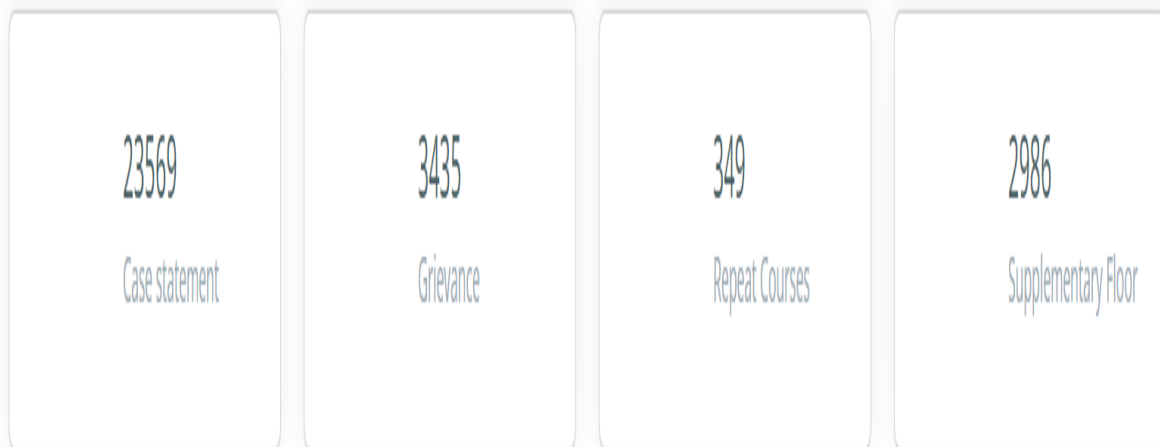 23569
Case statement
3435
Grievance
349
Repeat Courses
2986
Supplementary Floor